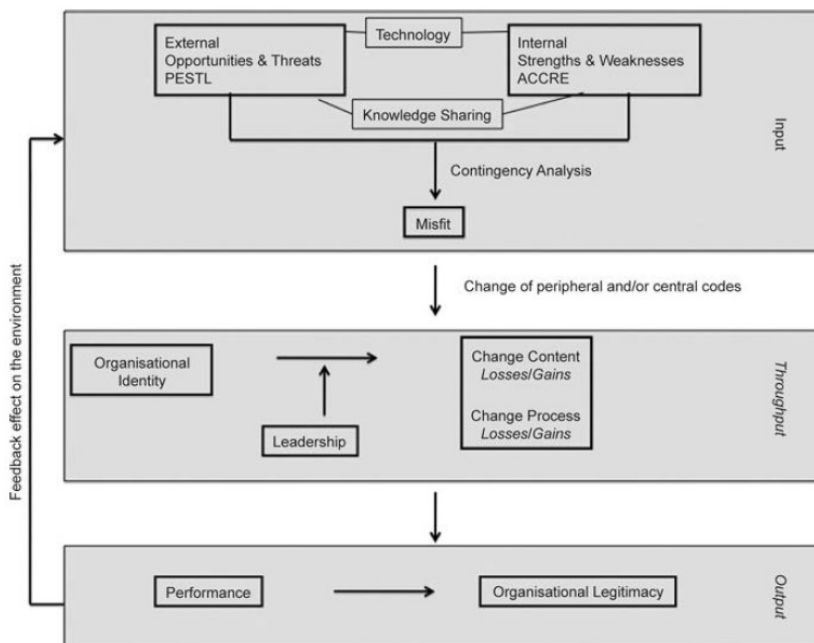 External
Opportunities & Threats
PESTL
Technology
Internal
Strengths & Weaknesses
ACCRE
Knowledge Sharing
Input
Contingency Analysis
Misfit
Change of peripheral and/or central codes
Feedback effect on the environment
Organisational
Identity
Change Content
Losses/Gains
Change Process
Losses/Gains
Leadership
Throughput
Performance
Organisational Legitimacy
Output